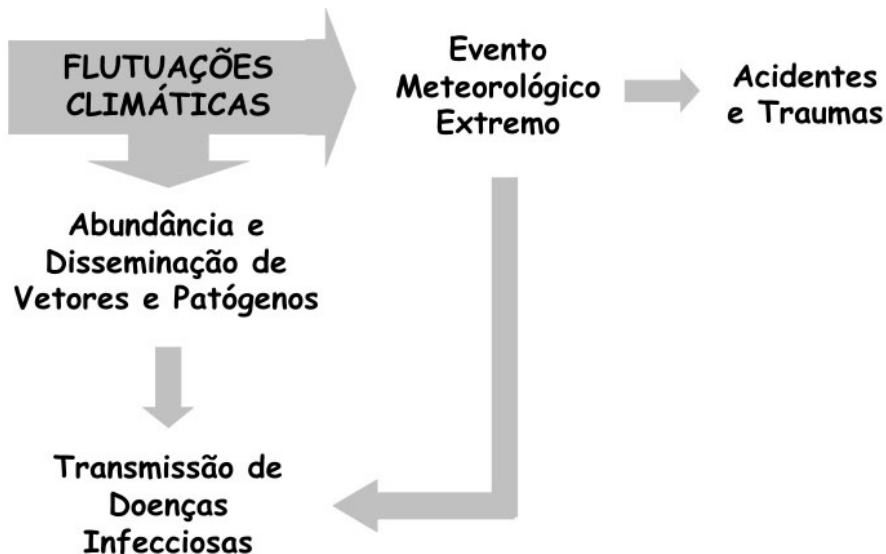 FLUTUAÇÕES
CLIMÁTICAS
Evento
Meteorológico
Extremo
Acidentes
e Traumas
Abundância e
Disseminação de
Vetores e Patógenos
Transmissão de
Doenças
Infecciosas